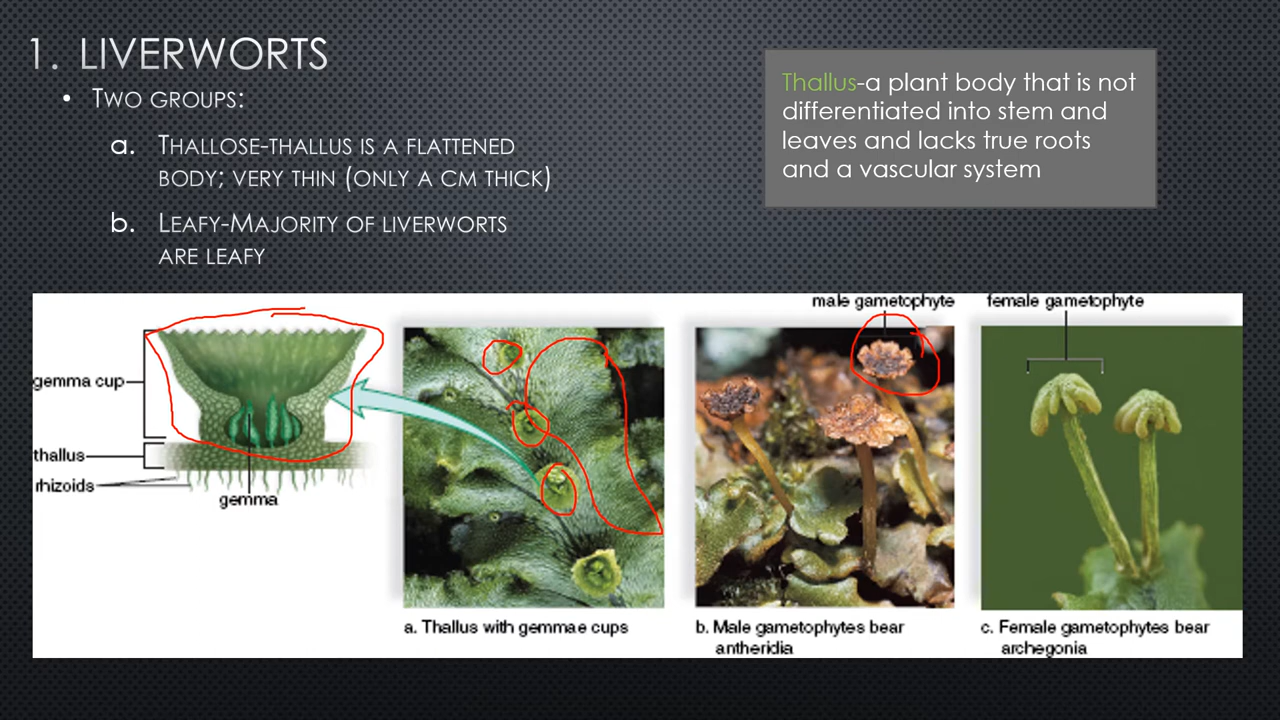 1. LIVERWORTS
• TWO GROUPS:
a. THALLOSE-THALLUS IS A FLATTENED
BODY; VERY THIN (ONLY A CM THICK)
b. LEAFY-MAJORITY OF LIVERWORTS
ARE LEAFY
Thallus-a plant body that is not
differentiated into stem and
leaves and lacks true roots
and a vascular system
gemma cup
thallus
rhizoids
gemma
a. Thallus with gemmae cups
male gametophyte
b. Male gametophytes bear
antheridia
female gametophyte
c. Female gametophytes bear
archegonia